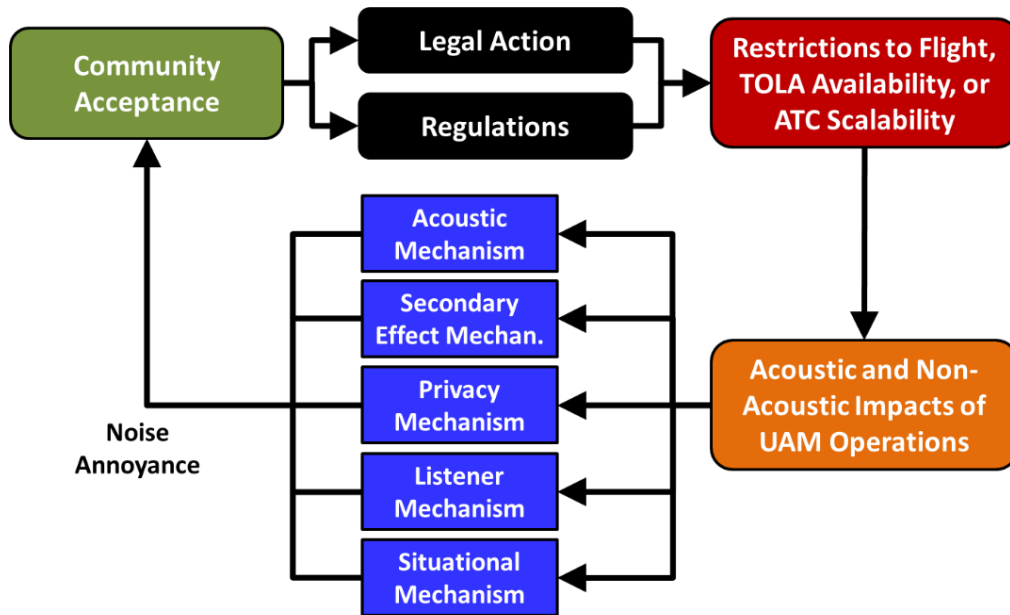 Community
Acceptance
Legal Action
Regulations
Restrictions to Flight,
TOLA Availability, or
ATC Scalability
Acoustic
Mechanism
Secondary
Effect Mechan.
Privacy
Mechanism
Listener
Mechanism
Situational
Mechanism
Acoustic and Non-
Acoustic Impacts of
UAM Operations
Noise
Annoyance